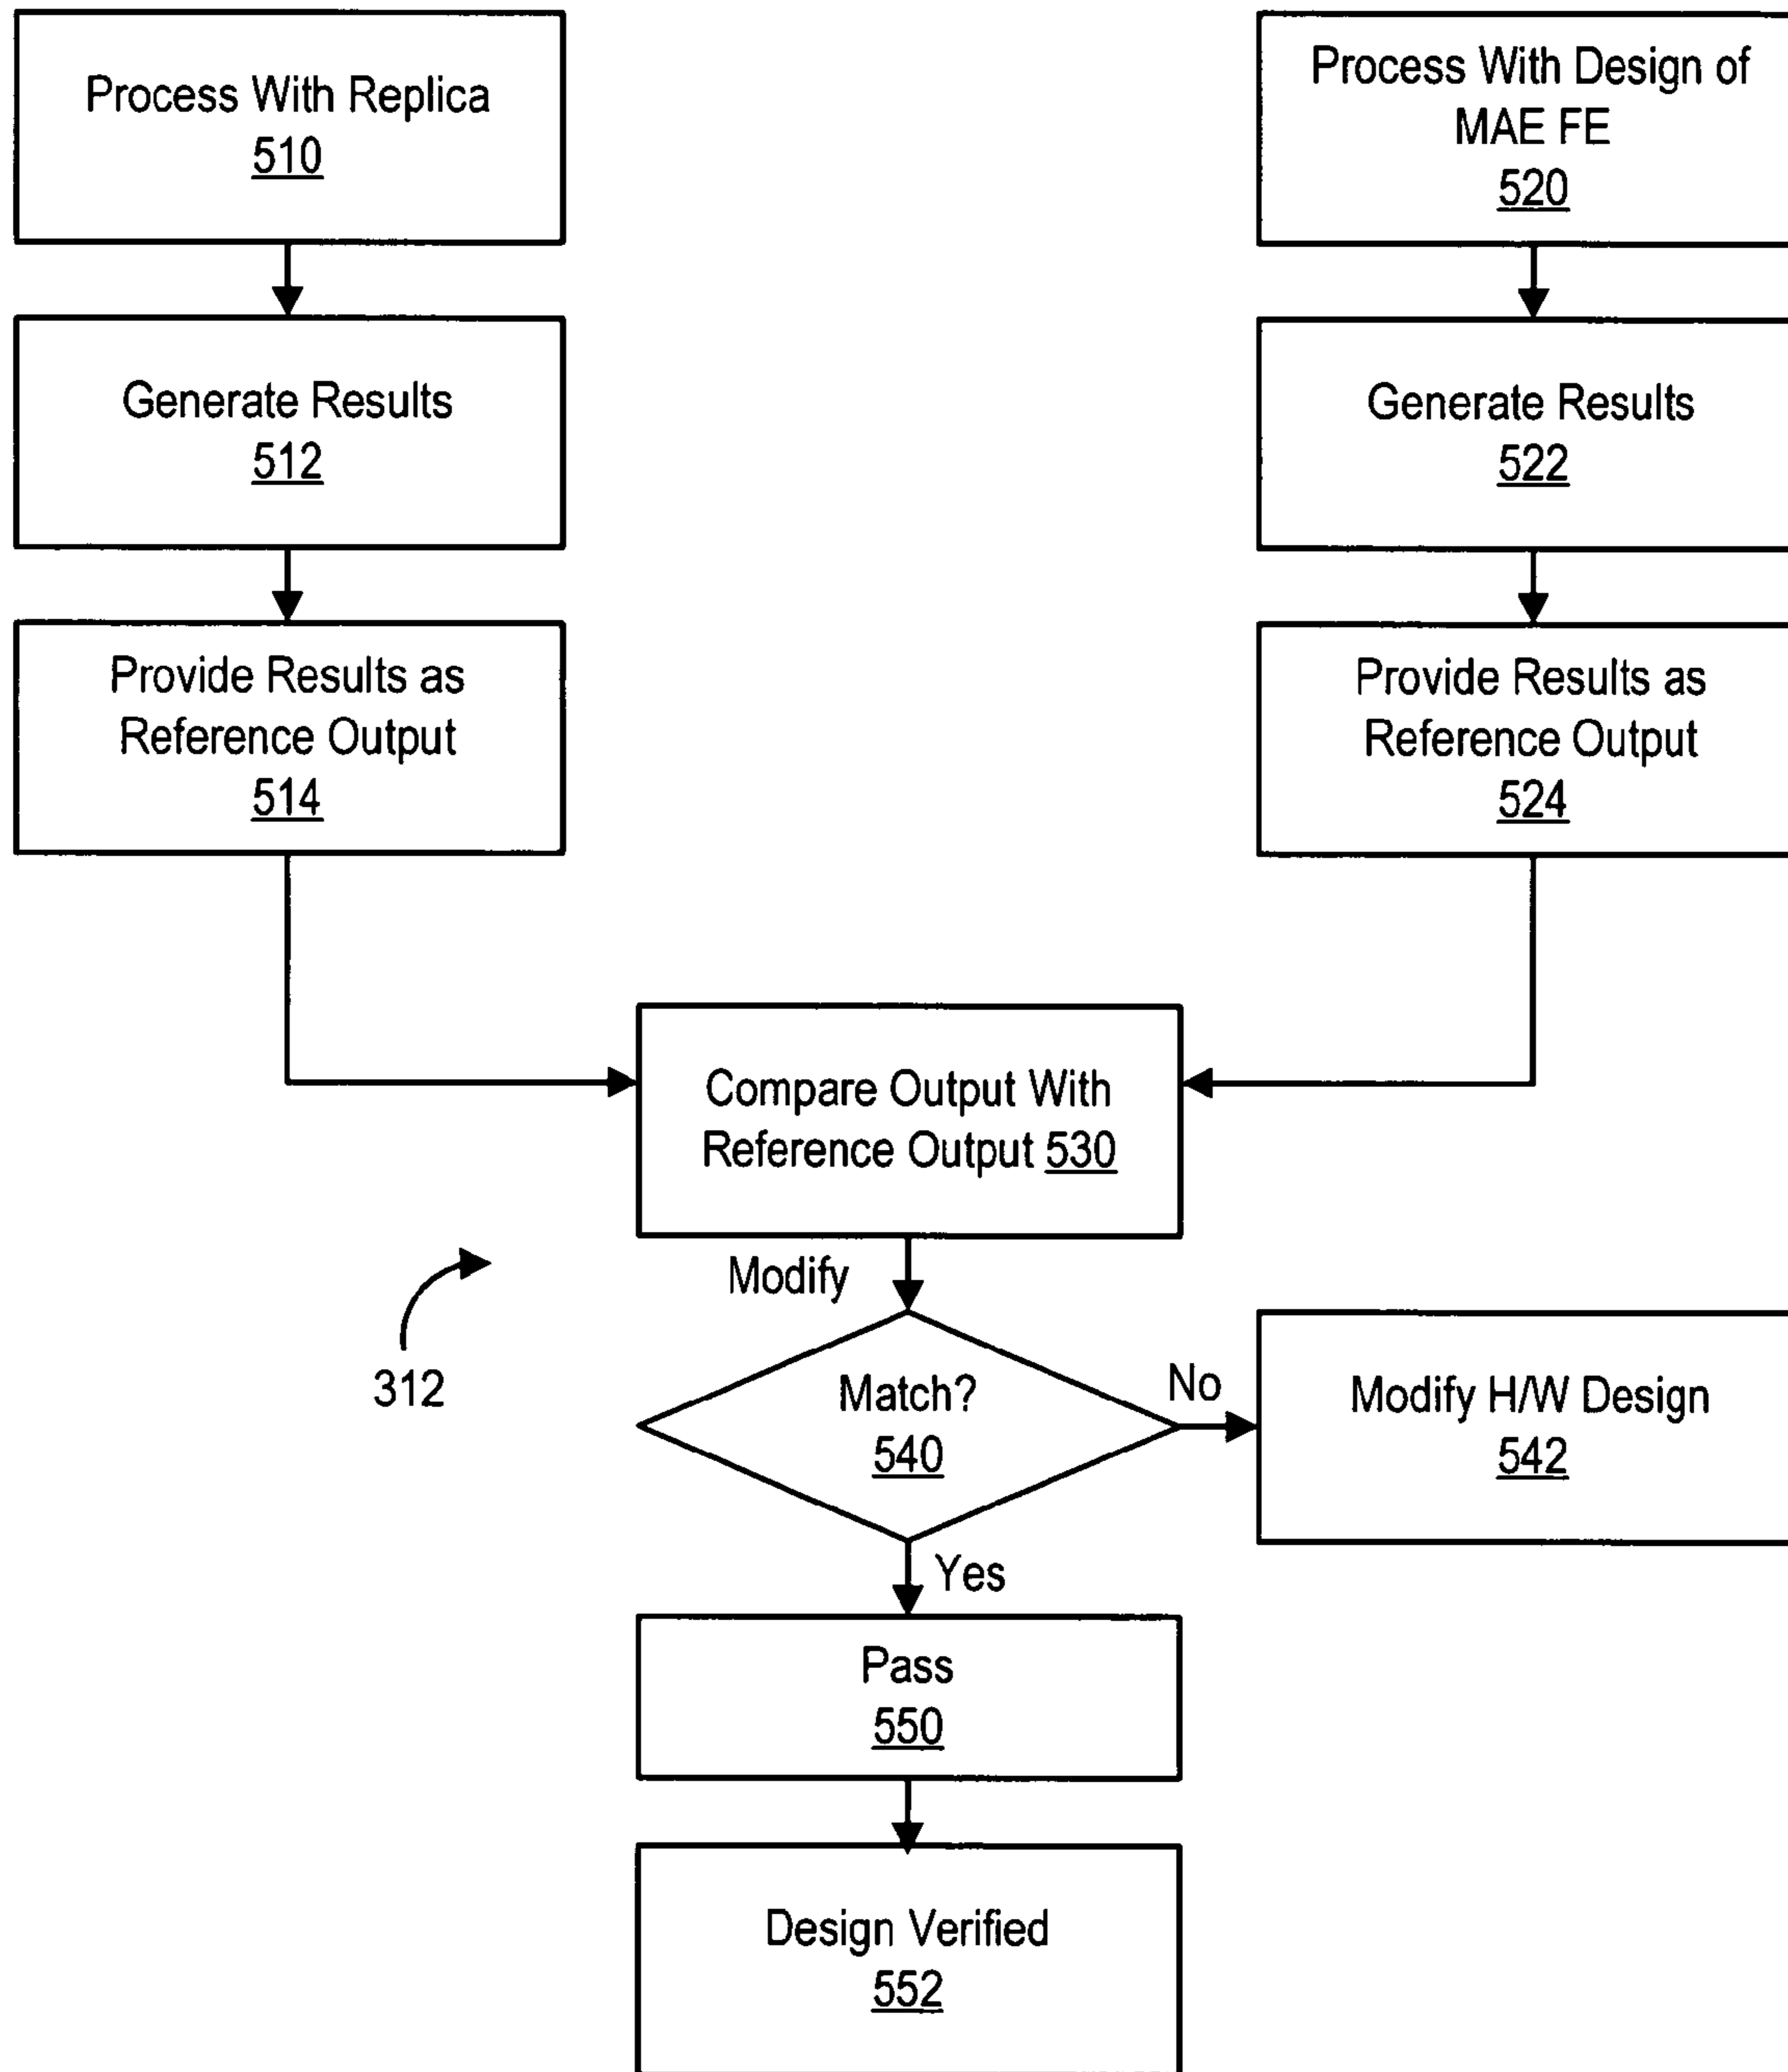 Process With Replica
510
Process With Design of
MAE FE
520
Generate Results
512
Generate Results
522
Provide Results as
Reference Output
514
Provide Results as
Reference Output
524
Compare Output With
Reference Output 530
Modify
312
Match?
540
No
Modify H/W Design
542
Yes
Pass
550
Design Verified
552